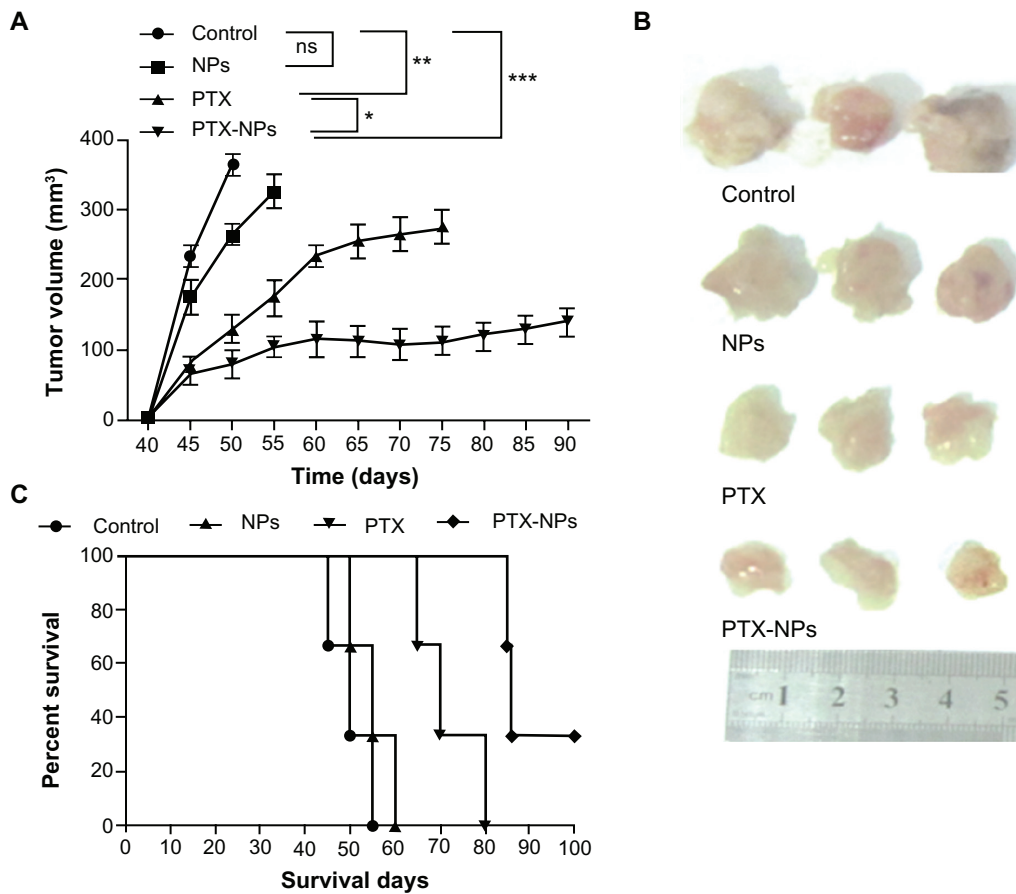 A
Control
NPs
PTX
PTX-NPs
ns
**
***
*
400
300
200
100
0
Tumor volume (mm³)
40 45 50 55 60 65 70 75 80 85 90
Time (days)
B
Control
NPs
PTX
PTX-NPs
cm 1 2 3 4 5
C
Control NPs PTX PTX-NPs
100
80
60
40
20
0
Percent survival
0 10 20 30 40 50 60 70 80 90 100
Survival days